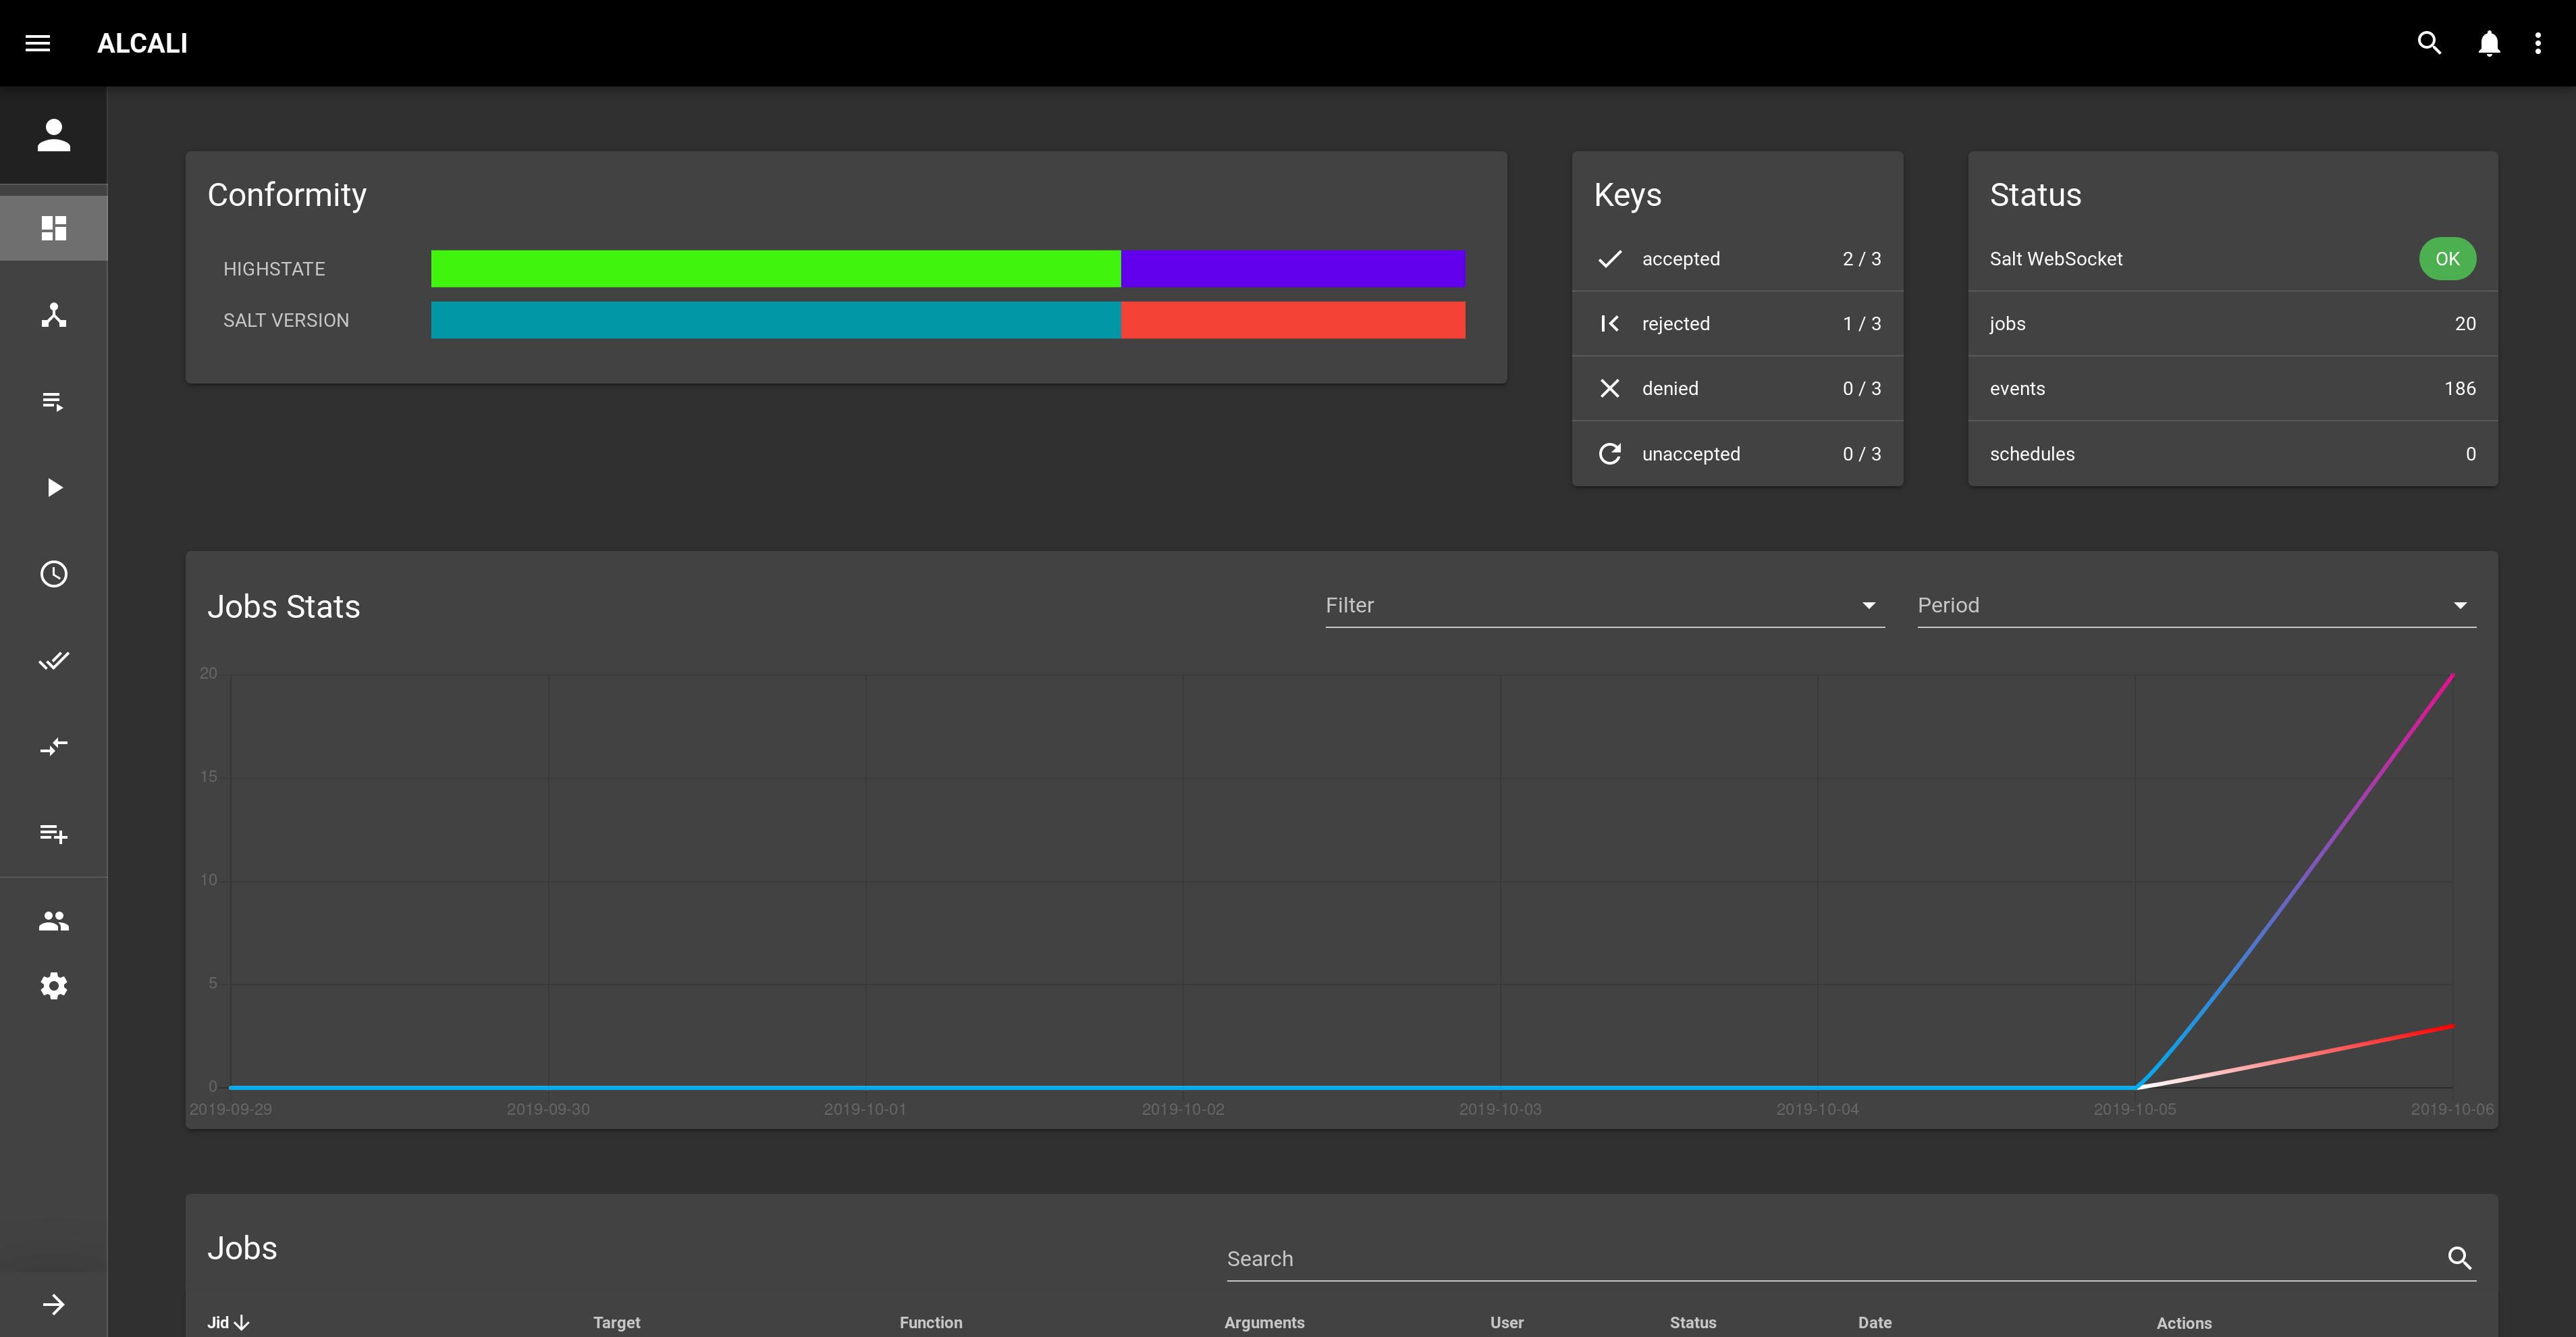 ALCALI
Conformity
HIGHSTATE
SALT VERSION
Keys
accepted 2 / 3
rejected 1 / 3
denied 0 / 3
unaccepted 0 / 3
Status
Salt WebSocket OK
jobs 20
events 186
schedules 0
Jobs Stats
Filter
Period
20
15
10
5
0
2019-09-29 2019-09-30 2019-10-01 2019-10-02 2019-10-03 2019-10-04 2019-10-05 2019-10-06
Jobs
Search
Jid Target Function Arguments User Status Date Actions